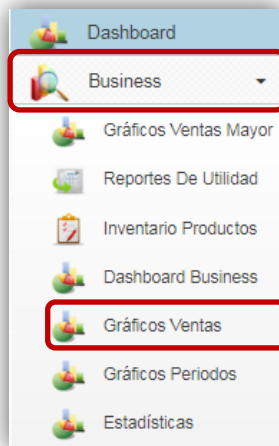 Dashboard
Business
Gráficos Ventas Mayor
Reportes De Utilidad
Inventario Productos
Dashboard Business
Gráficos Ventas
Gráficos Periodos
Estadísticas